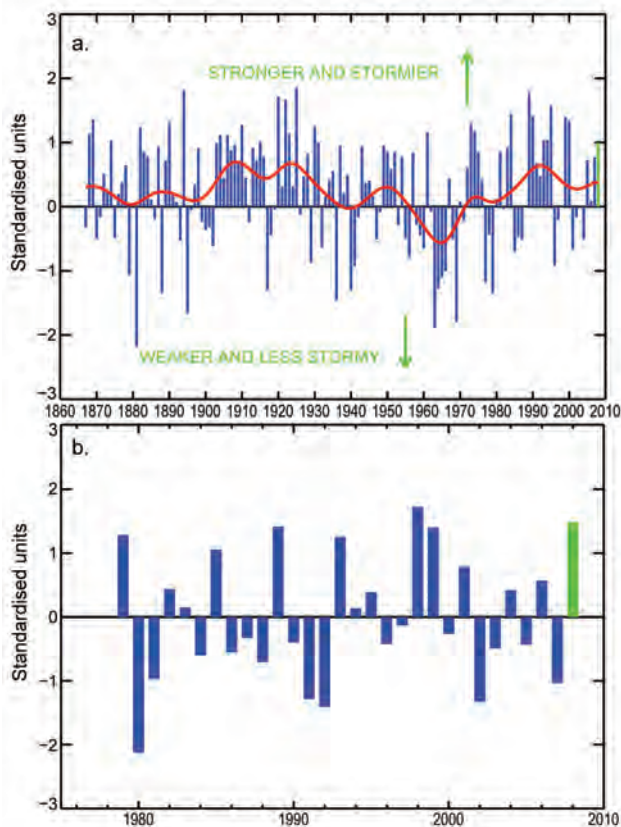 3
a.
STRONGER AND STORMIER
2
1
0
Standardised units
−1
−2
WEAKER AND LESS STORMY
−3
1860 1870 1880 1890 1900 1910 1920 1930 1940 1950 1960 1970 1980 1990 2000 2010
3
b.
2
1
0
Standardised units
−1
−2
−3
1980 1990 2000 2010